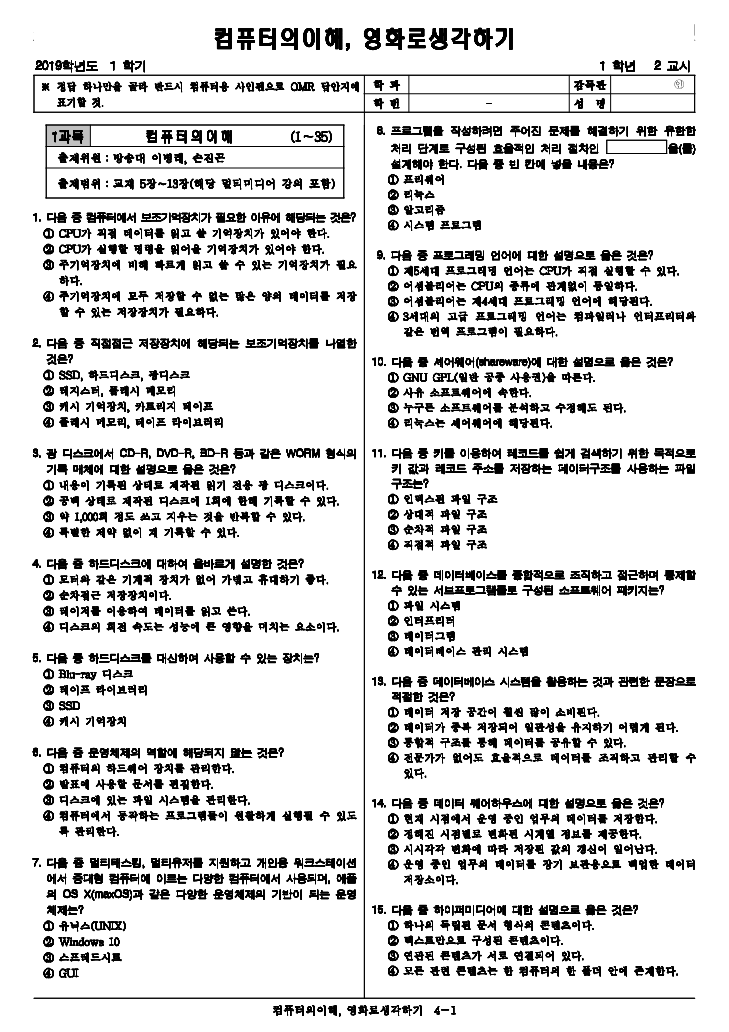 컴퓨터의이해, 영화로생각하기
2019학년도 1 학기
1 학년 2 교시
※ 정답 하나만을 골라 반드시 컴퓨터용 사인펜으로 OMR 답안지에
표기할 것.
학 과
감독관
㊞
학 번
-
성 명
1과목 컴퓨터의이해 (1~35)
출제위원 : 방송대 이병래, 손진곤
출제범위 : 교재 5장~13장(해당 멀티미디어 강의 포함)
1. 다음 중 컴퓨터에서 보조기억장치가 필요한 이유에 해당되는 것은?
① CPU가 직접 데이터를 읽고 쓸 기억장치가 있어야 한다.
② CPU가 실행할 명령을 읽어올 기억장치가 있어야 한다.
③ 주기억장치에 비해 빠르게 읽고 쓸 수 있는 기억장치가 필요
하다.
④ 주기억장치에 모두 저장할 수 없는 많은 양의 데이터를 저장
할 수 있는 저장장치가 필요하다.
2. 다음 중 직접접근 저장장치에 해당되는 보조기억장치를 나열한
것은?
① SSD, 하드디스크, 광디스크
② 레지스터, 플래시 메모리
③ 캐시 기억장치, 카트리지 테이프
④ 플래시 메모리, 테이프 라이브러리
3. 광 디스크에서 CD-R, DVD-R, BD-R 등과 같은 WORM 형식의
기록 매체에 대한 설명으로 옳은 것은?
① 내용이 기록된 상태로 제작된 읽기 전용 광 디스크이다.
② 공백 상태로 제작된 디스크에 1회에 한해 기록할 수 있다.
③ 약 1,000회 정도 쓰고 지우는 것을 반복할 수 있다.
④ 특별한 제약 없이 재 기록할 수 있다.
4. 다음 중 하드디스크에 대하여 올바르게 설명한 것은?
① 모터와 같은 기계적 장치가 없어 가볍고 휴대하기 좋다.
② 순차접근 저장장치이다.
③ 레이저를 이용하여 데이터를 읽고 쓴다.
④ 디스크의 회전 속도는 성능에 큰 영향을 미치는 요소이다.
5. 다음 중 하드디스크를 대신하여 사용할 수 있는 장치는?
① Blu-ray 디스크
② 테이프 라이브러리
③ SSD
④ 캐시 기억장치
6. 다음 중 운영체제의 역할에 해당되지 않는 것은?
① 컴퓨터의 하드웨어 장치를 관리한다.
② 발표에 사용할 문서를 편집한다.
③ 디스크에 있는 파일 시스템을 관리한다.
④ 컴퓨터에서 동작하는 프로그램들이 원활하게 실행될 수 있도
록 관리한다.
7. 다음 중 멀티태스킹, 멀티유저를 지원하고 개인용 워크스테이션
에서 중대형 컴퓨터에 이르는 다양한 컴퓨터에서 사용되며, 애플
의 OS X(maxOS)과 같은 다양한 운영체제의 기반이 되는 운영
체제는?
① 유닉스(UNIX)
② Windows 10
③ 스프레드시트
④ GUI
8. 프로그램을 작성하려면 주어진 문제를 해결하기 위한 유한한
처리 단계로 구성된 효율적인 처리 절차인 을(를)
설계해야 한다. 다음 중 빈 칸에 넣을 내용은?
① 프리웨어
② 리눅스
③ 알고리즘
④ 시스템 프로그램
9. 다음 중 프로그래밍 언어에 대한 설명으로 옳은 것은?
① 제5세대 프로그래밍 언어는 CPU가 직접 실행할 수 있다.
② 어셈블리어는 CPU의 종류에 관계없이 동일하다.
③ 어셈블리어는 제4세대 프로그래밍 언어에 해당된다.
④ 3세대의 고급 프로그래밍 언어는 컴파일러나 인터프리터와
같은 번역 프로그램이 필요하다.
10. 다음 중 셰어웨어(shareware)에 대한 설명으로 옳은 것은?
① GNU GPL(일반 공중 사용권)을 따른다.
② 사유 소프트웨어에 속한다.
③ 누구든 소프트웨어를 분석하고 수정해도 된다.
④ 리눅스는 셰어웨어에 해당된다.
11. 다음 중 키를 이용하여 레코드를 쉽게 검색하기 위한 목적으로
키 값과 레코드 주소를 저장하는 데이터구조를 사용하는 파일
구조는?
① 인덱스된 파일 구조
② 상대적 파일 구조
③ 순차적 파일 구조
④ 직접적 파일 구조
12. 다음 중 데이터베이스를 통합적으로 조직하고 접근하며 통제할
수 있는 서브프로그램들로 구성된 소프트웨어 패키지는?
① 파일 시스템
② 인터프리터
③ 데이터그램
④ 데이터베이스 관리 시스템
13. 다음 중 데이터베이스 시스템을 활용하는 것과 관련한 문장으로
적절한 것은?
① 데이터 저장 공간이 훨씬 많이 소비된다.
② 데이터가 중복 저장되어 일관성을 유지하기 어렵게 된다.
③ 통합적 구조를 통해 데이터를 공유할 수 있다.
④ 전문가가 없어도 효율적으로 데이터를 조직하고 관리할 수
있다.
14. 다음 중 데이터 웨어하우스에 대한 설명으로 옳은 것은?
① 현재 시점에서 운영 중인 업무의 데이터를 저장한다.
② 정해진 시점별로 변화된 시계열 정보를 제공한다.
③ 시시각각 변화에 따라 저장된 값의 갱신이 일어난다.
④ 운영 중인 업무의 데이터를 장기 보관용으로 백업한 데이터
저장소이다.
15. 다음 중 하이퍼미디어에 대한 설명으로 옳은 것은?
① 하나의 독립된 문서 형식의 콘텐츠이다.
② 텍스트만으로 구성된 콘텐츠이다.
③ 연관된 콘텐츠가 서로 연결되어 있다.
④ 모든 관련 콘텐츠는 한 컴퓨터의 한 폴더 안에 존재한다.
컴퓨터의이해, 영화로생각하기 4-1